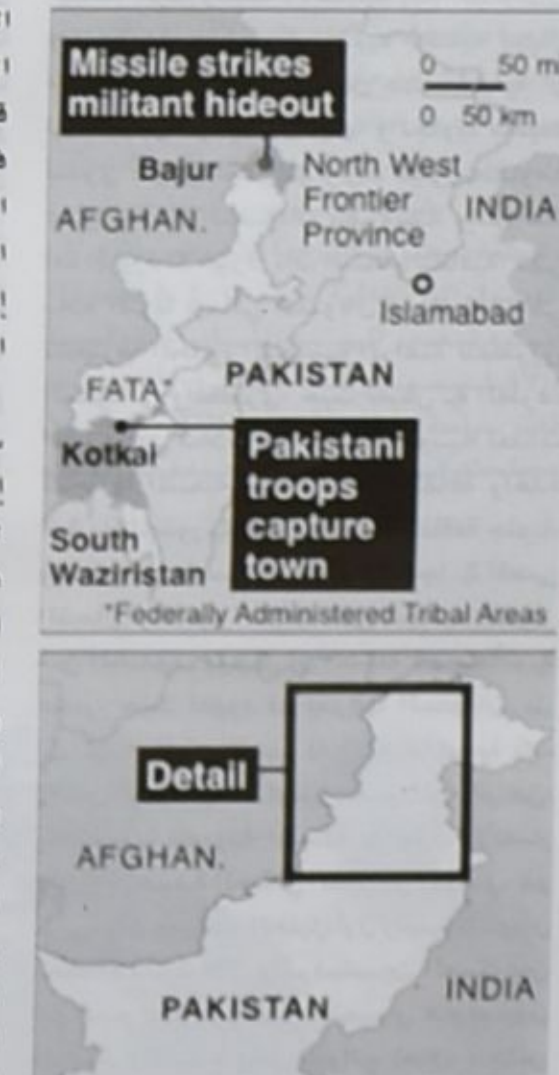 Missile strikes
militant hideout
0 50 m
0 50 km
Bajur
North West
Frontier
Province
AFGHAN.
INDIA
Islamabad
PAKISTAN
FATA*
Kotkai
Pakistani
troops
capture
town
South
Waziristan
*Federally Administered Tribal Areas
Detail
AFGHAN.
INDIA
PAKISTAN